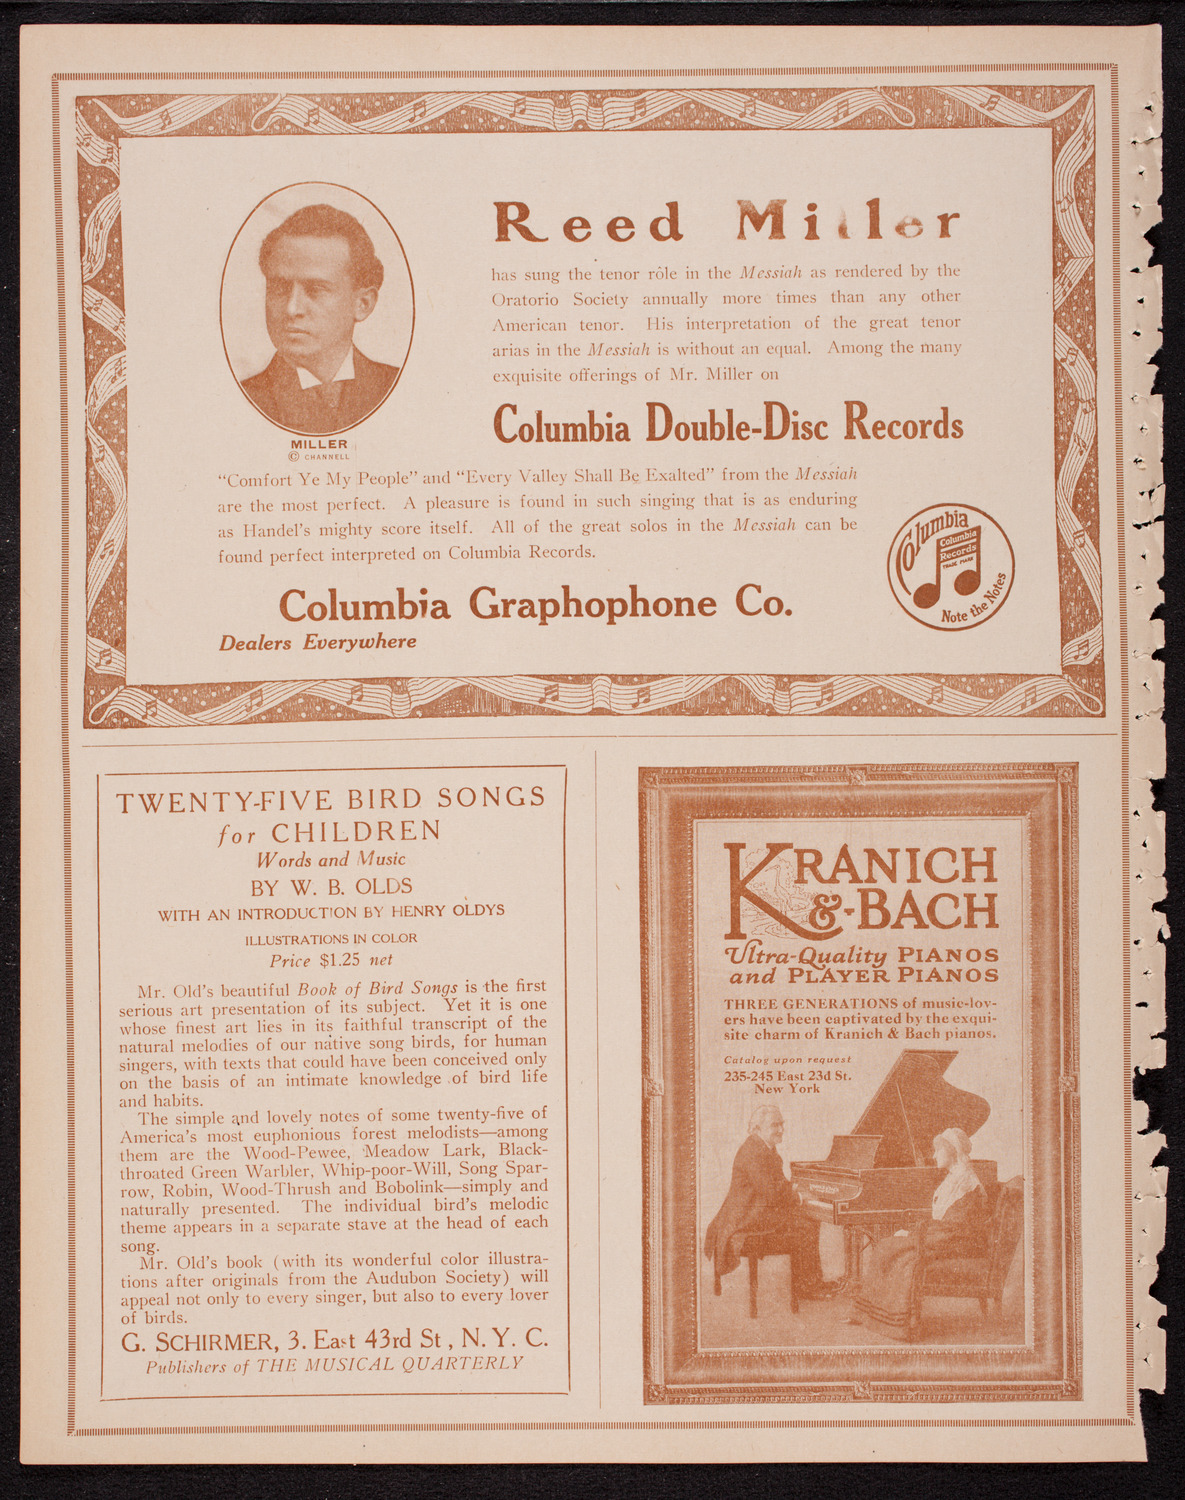 Reed Miller
has sung the tenor rôle in the Messiah as rendered by the
Oratorio Society annually more times than any other
American tenor. His interpretation of the great tenor
arias in the Messiah is without an equal. Among the many
exquisite offerings of Mr. Miller on
Columbia Double-Disc Records
MILLER
© CHANNELL
“Comfort Ye My People” and “Every Valley Shall Be Exalted” from the Messiah
are the most perfect. A pleasure is found in such singing that is as enduring
as Handel’s mighty score itself. All of the great solos in the Messiah can be
found perfect interpreted on Columbia Records.
Columbia
Columbia
Records
TRADE MARK
Note the Notes
Columbia Graphophone Co.
Dealers Everywhere
TWENTY-FIVE BIRD SONGS
for CHILDREN
Words and Music
BY W. B. OLDS
WITH AN INTRODUCTION BY HENRY OLDYS
ILLUSTRATIONS IN COLOR
Price $1.25 net
Mr. Old’s beautiful Book of Bird Songs is the first
serious art presentation of its subject. Yet it is one
whose finest art lies in its faithful transcript of the
natural melodies of our native song birds, for human
singers, with texts that could have been conceived only
on the basis of an intimate knowledge of bird life
and habits.
The simple and lovely notes of some twenty-five of
America’s most euphonious forest melodists—among
them are the Wood-Pewee, Meadow Lark, Black-
throated Green Warbler, Whip-poor-Will, Song Spar-
row, Robin, Wood-Thrush and Bobolink—simply and
naturally presented. The individual bird’s melodic
theme appears in a separate stave at the head of each
song.
Mr. Old’s book (with its wonderful color illustra-
tions after originals from the Audubon Society) will
appeal not only to every singer, but also to every lover
of birds.
G. SCHIRMER, 3. East 43rd St, N. Y. C.
Publishers of THE MUSICAL QUARTERLY
KRANICH
&-BACH
Ultra-Quality PIANOS
and PLAYER PIANOS
THREE GENERATIONS of music-lov-
ers have been captivated by the exqui-
site charm of Kranich & Bach pianos.
Catalog upon request
235-245 East 23d St.
New York